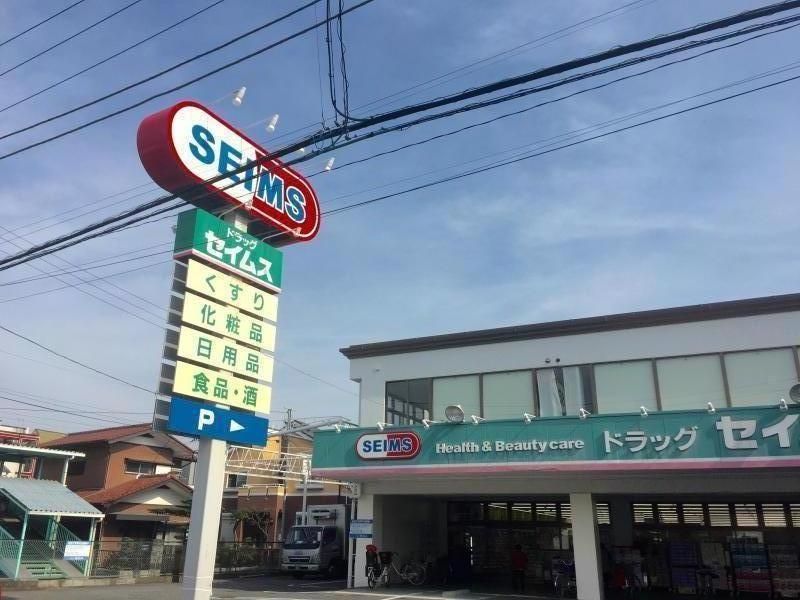 SEIMS
ドラッグ
セイムス
くすり
化粧品
日用品
食品・酒
P
SEIMS Health & Beauty care ドラッグ セイム